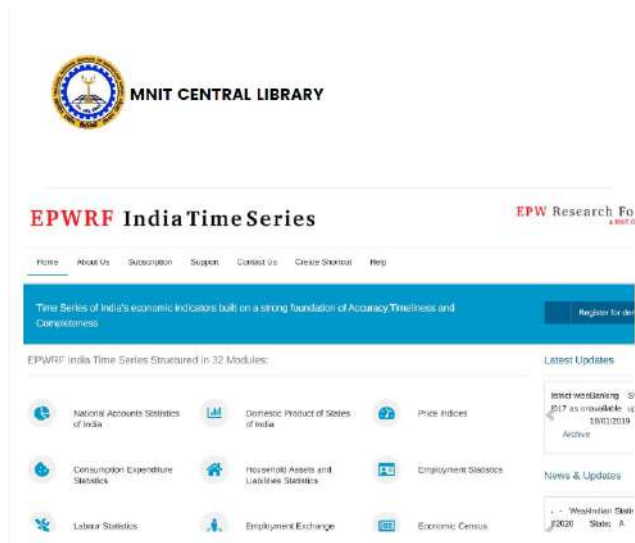 MNIT CENTRAL LIBRARY
EPWRF India Time Series
EPW Research Fo
Home About Us Subscription Support Contact Us Create Shortcut Help
Time Series of India's economic indicators built on a strong foundation of Accuracy,Timeliness and
Completeness
Register for de
EPWRF India Time Series Structured in 32 Modules:
Latest Updates
National Accounts Statistics
of India
Domestic Product of States
of India
Price Indices
2017 as unavailable up
18/01/2019
Archive
Consumption Expenditure
Statistics
Household Assets and
Liabilities Statistics
Employment Statistics
News & Updates
Labour Statistics
Employment Exchange
Economic Census
2020 State: A